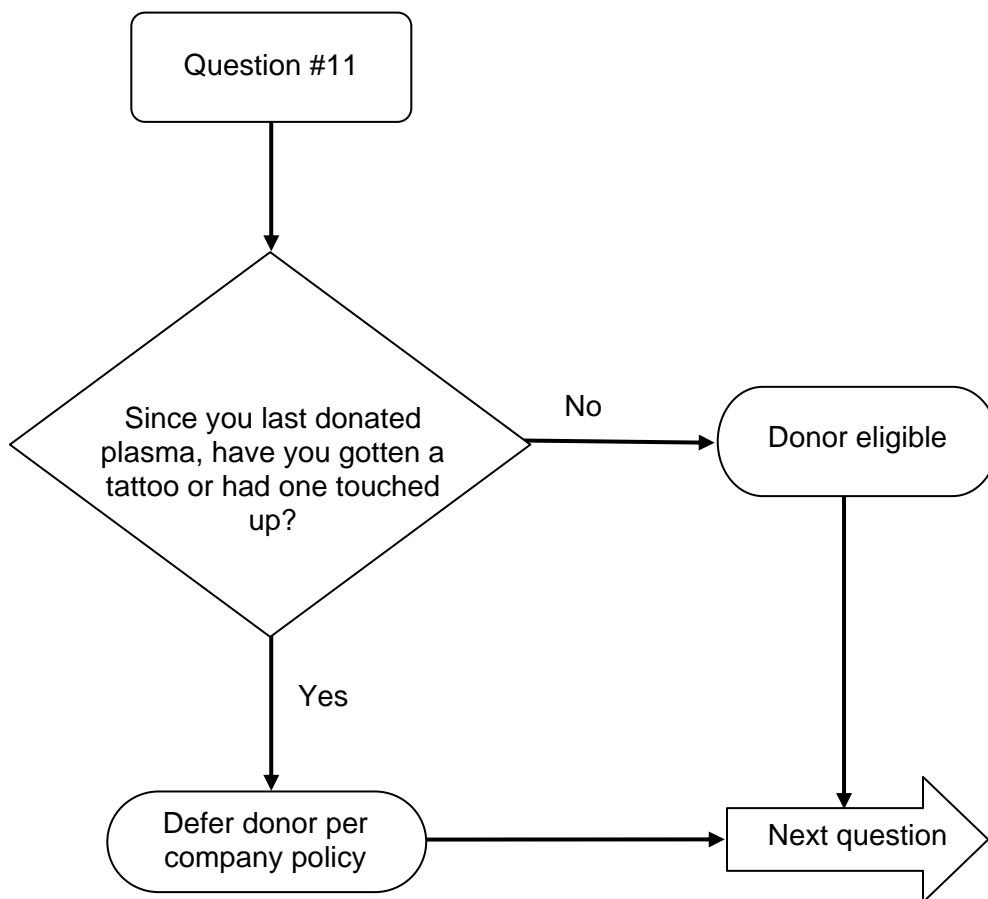 Question #11
Since you last donated
plasma, have you gotten a
tattoo or had one touched
up?
No
Donor eligible
Yes
Defer donor per
company policy
Next question